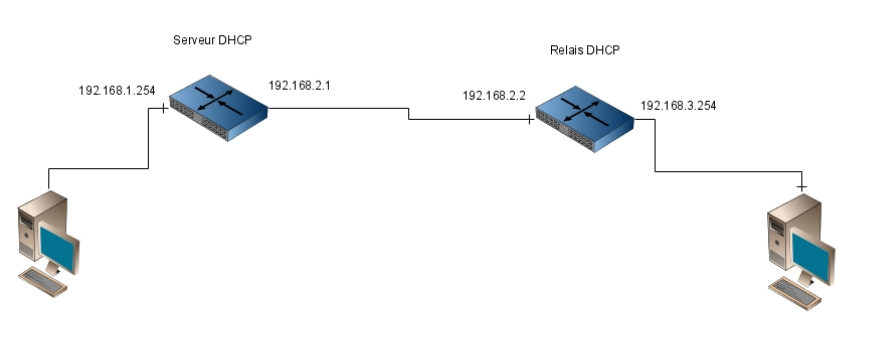 Serveur DHCP
Relais DHCP
192.168.1.254
192.168.2.1
192.168.2.2
192.168.3.254